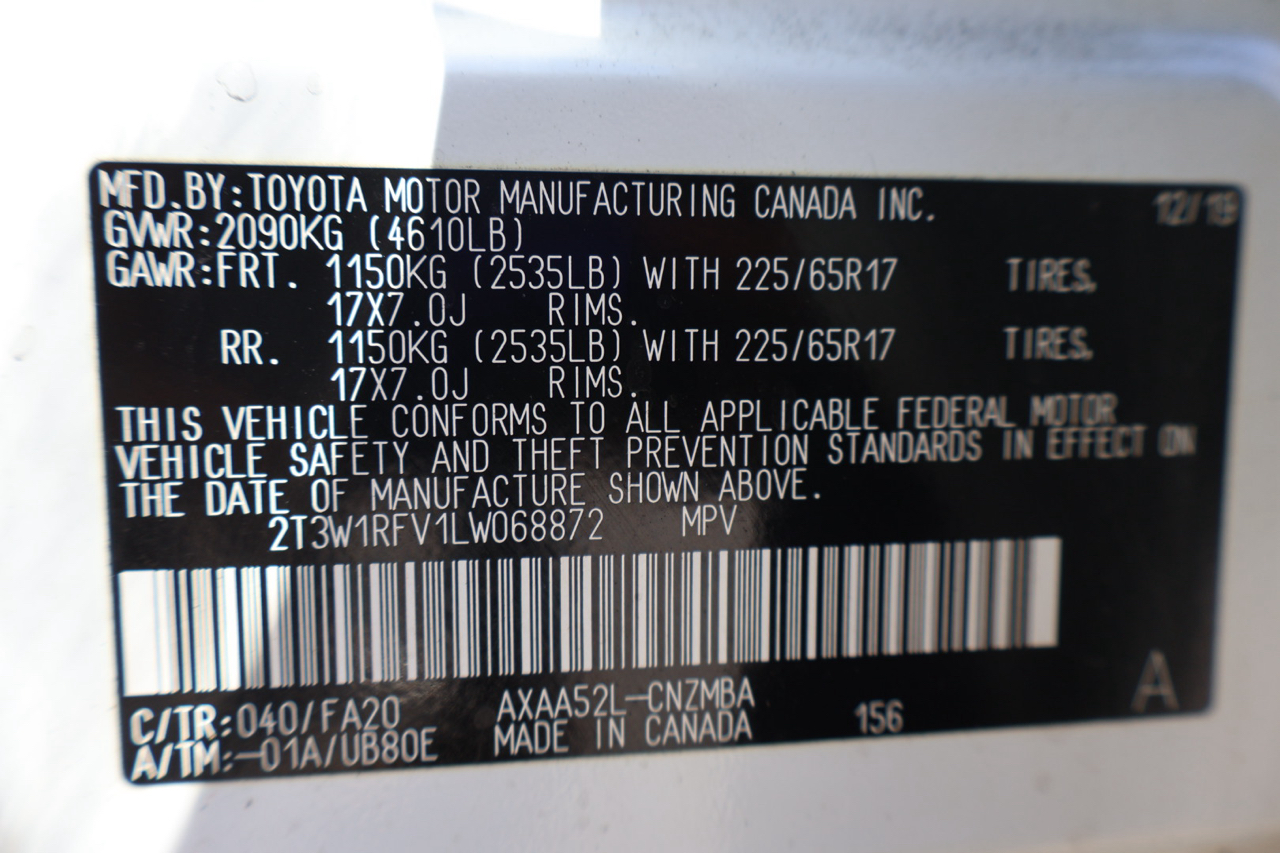 MFD.BY:TOYOTA MOTOR MANUFACTURING CANADA INC. 12/19
GVWR:2090KG (4610LB)
GAWR:FRT. 1150KG (2535LB) WITH 225/65R17 TIRES.
17X7.0J RIMS.
RR. 1150KG (2535LB) WITH 225/65R17 TIRES.
17X7.0J RIMS.
THIS VEHICLE CONFORMS TO ALL APPLICABLE FEDERAL MOTOR
VEHICLE SAFETY AND THEFT PREVENTION STANDARDS IN EFFECT ON
THE DATE OF MANUFACTURE SHOWN ABOVE.
2T3W1RFV1LW068872 MPV
C/TR:040/FA20 AXAA52L-CNZMBA 156 A
A/TM:-01A/UB80E MADE IN CANADA